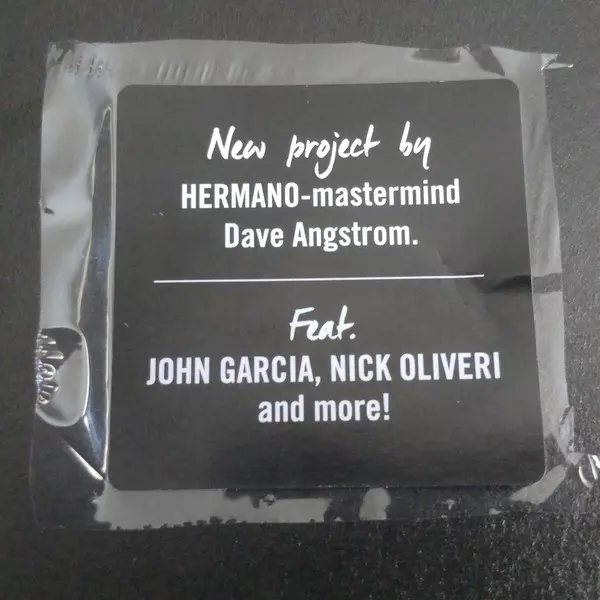 New project by
HERMANO-mastermind
Dave Angstrom.
Feat.
JOHN GARCIA, NICK OLIVERI
and more!